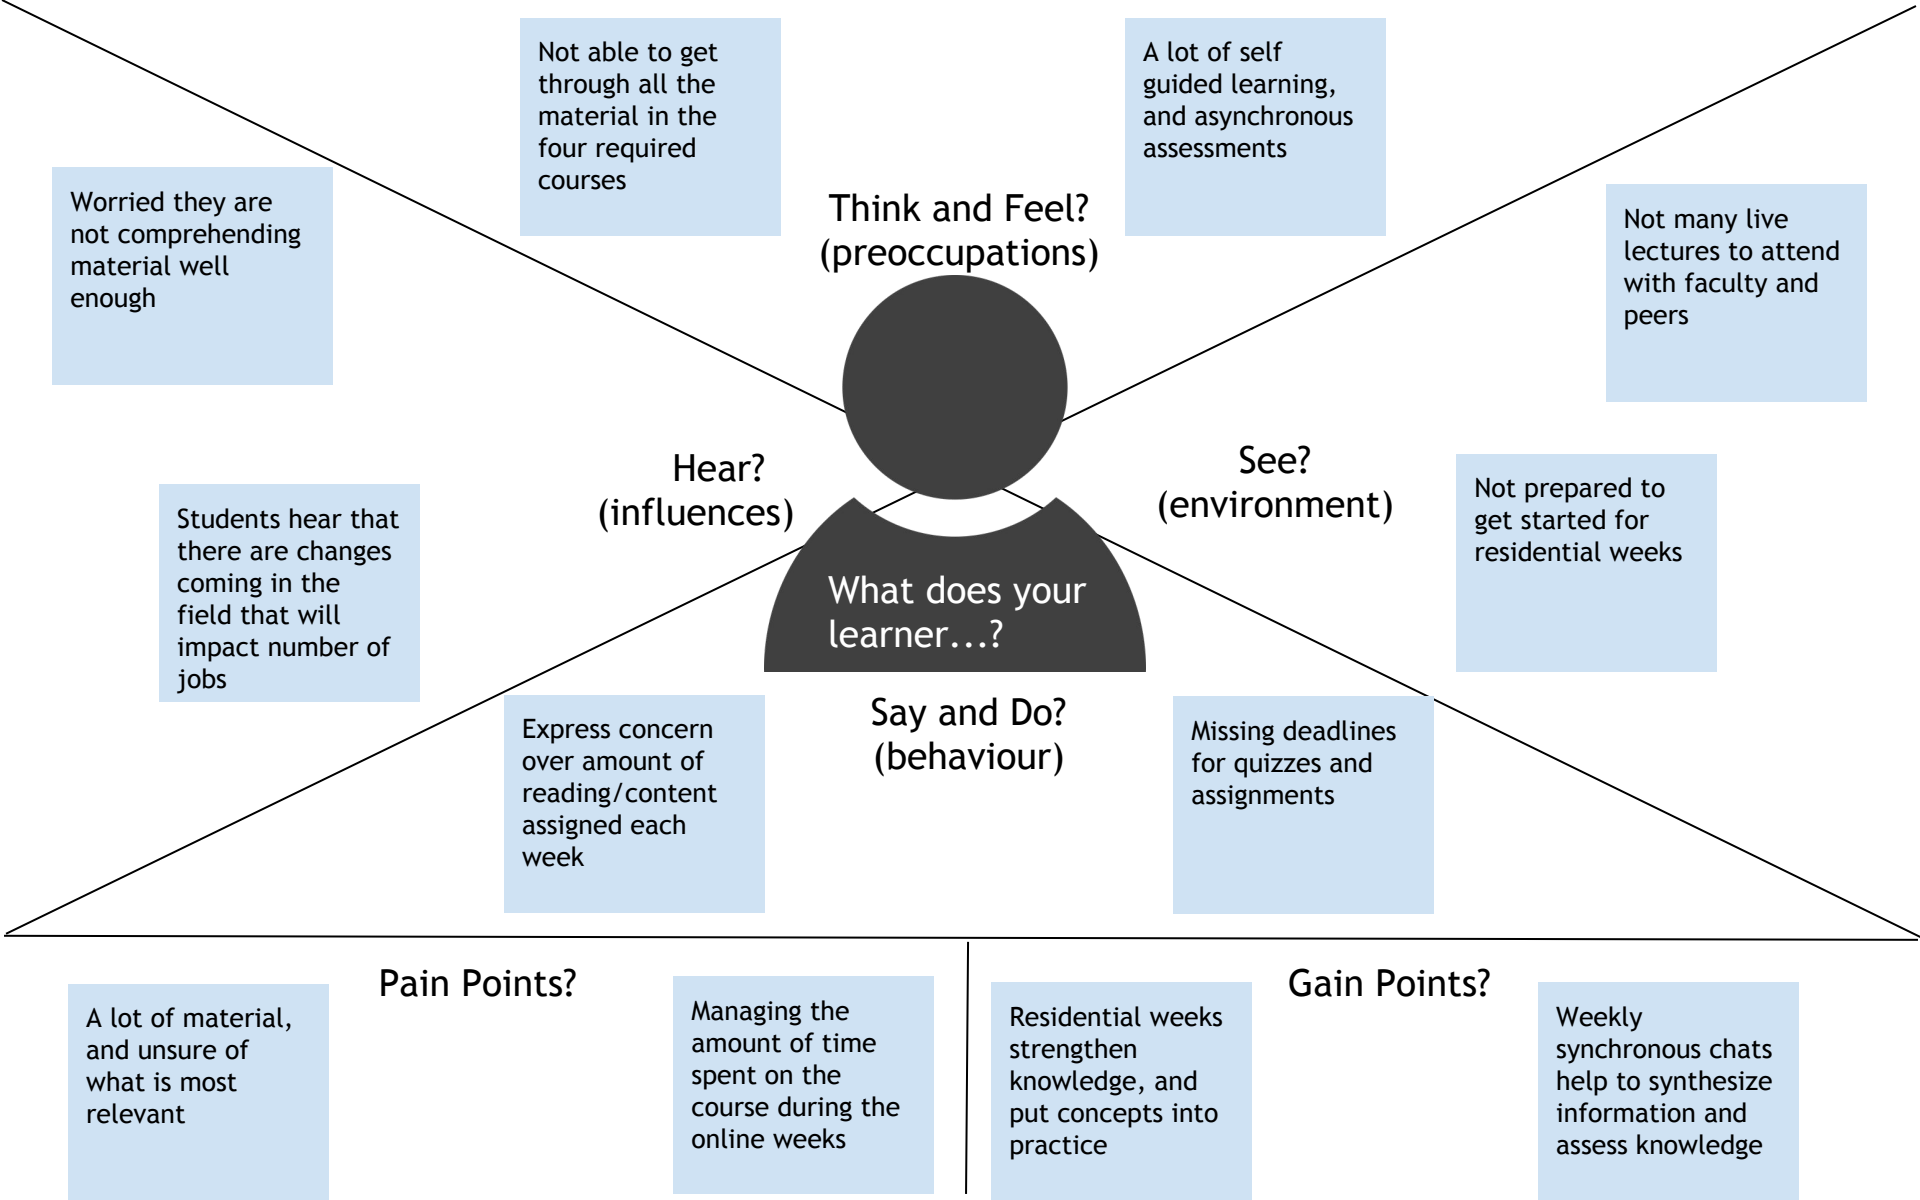 Not able to get
through all the
material in the
four required
courses
A lot of self
guided learning,
and asynchronous
assessments
Think and Feel?
(preoccupations)
Worried they are
not comprehending
material well
enough
Not many live
lectures to attend
with faculty and
peers
Hear?
(influences)
See?
(environment)
Students hear that
there are changes
coming in the
field that will
impact number of
jobs
Not prepared to
get started for
residential weeks
What does your
learner...?
Say and Do?
(behaviour)
Express concern
over amount of
reading/content
assigned each
week
Missing deadlines
for quizzes and
assignments
Pain Points?
A lot of material,
and unsure of
what is most
relevant
Managing the
amount of time
spent on the
course during the
online weeks
Gain Points?
Residential weeks
strengthen
knowledge, and
put concepts into
practice
Weekly
synchronous chats
help to synthesize
information and
assess knowledge